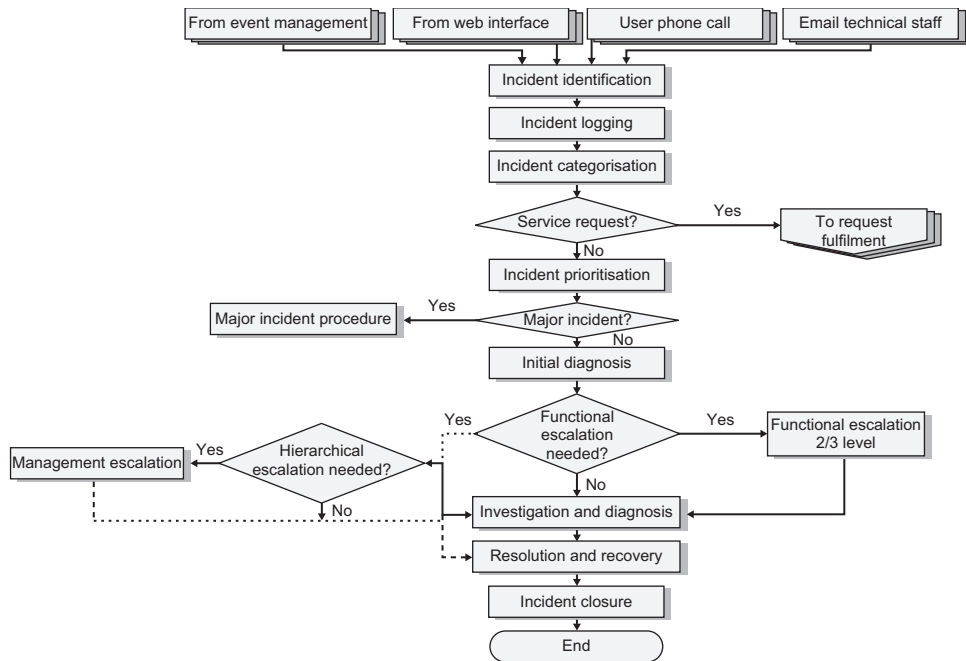 From event management
From web interface
User phone call
Email technical staff
Incident identification
Incident logging
Incident categorisation
Service request?
Yes
To request
fulfilment
No
Incident prioritisation
Yes
Major incident procedure
Major incident?
No
Initial diagnosis
Yes
Functional
escalation
needed?
Yes
Functional escalation
2/3 level
Yes
Hierarchical
escalation needed?
Management escalation
No
No
Investigation and diagnosis
Resolution and recovery
Incident closure
End